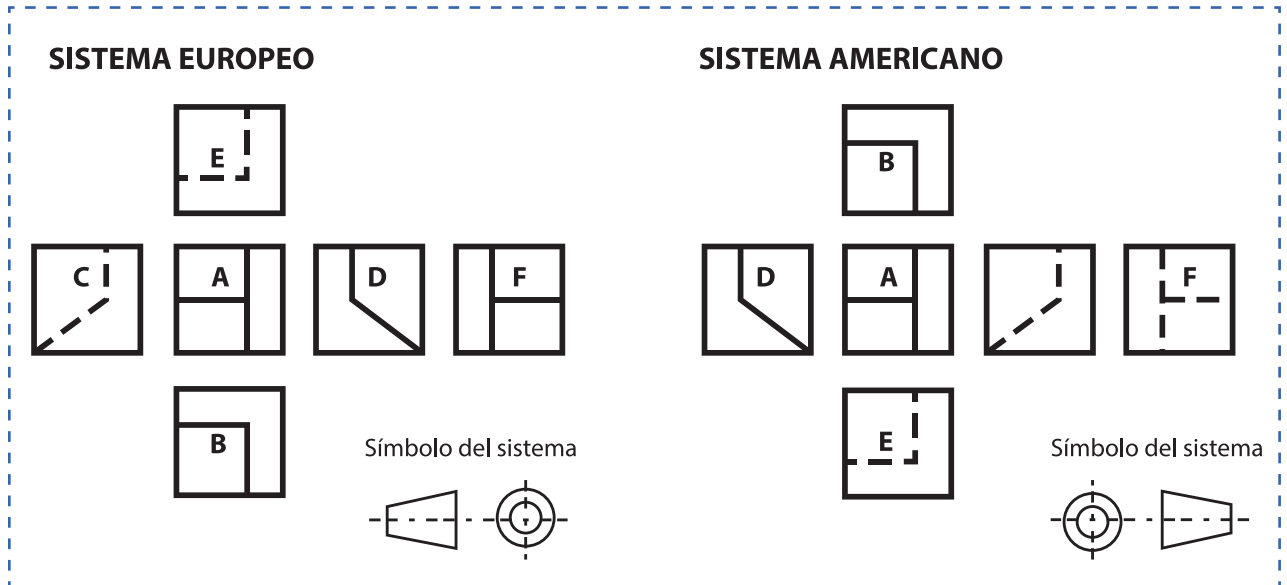 SISTEMA EUROPEO
E
C
A
D
F
B
Símbolo del sistema
SISTEMA AMERICANO
B
D
A
F
E
Símbolo del sistema